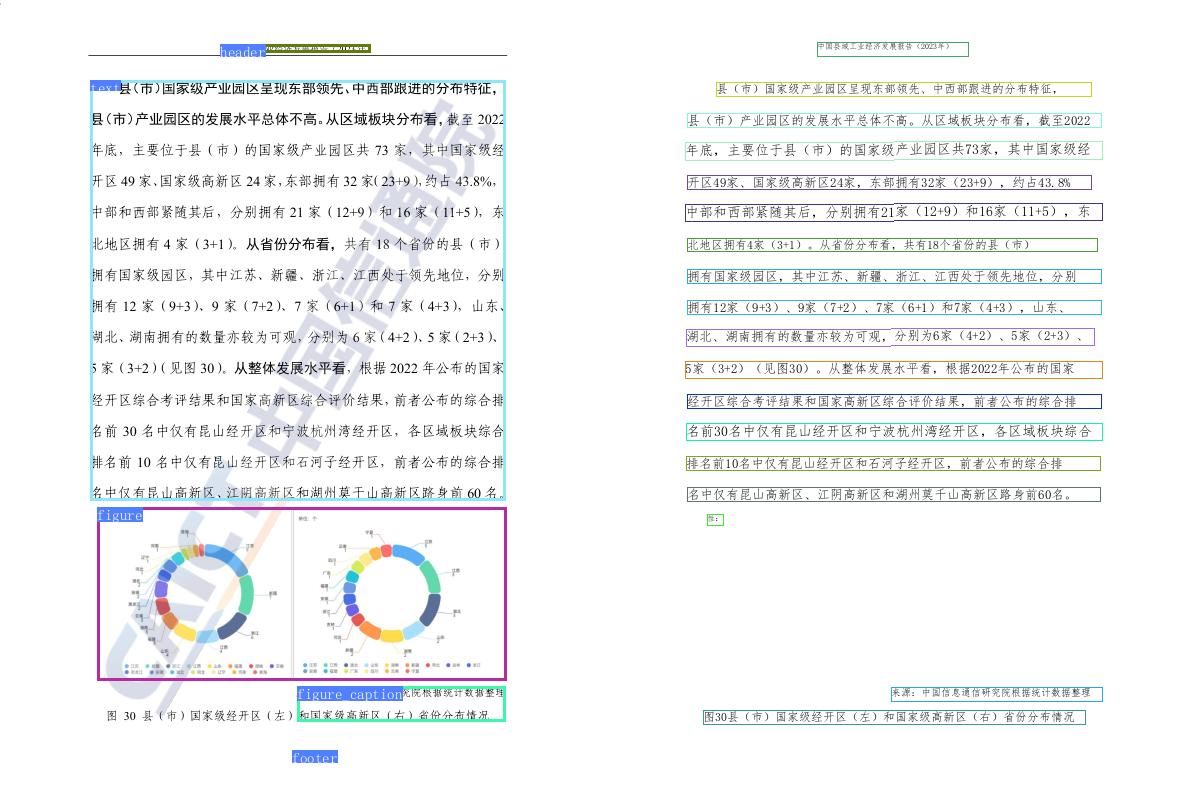 header
text县（市）国家级产业园区呈现东部领先、中西部跟进的分布特征，
县（市）产业园区的发展水平总体不高。从区域板块分布看，截至 2022
年底，主要位于县（市）的国家级产业园区共 73 家，其中国家级经
开区 49 家、国家级高新区 24 家，东部拥有 32 家（23+9），约占 43.8%，
中部和西部紧随其后，分别拥有 21 家（12+9）和 16 家（11+5），东
北地区拥有 4 家（3+1）。从省份分布看，共有 18 个省份的县（市）
拥有国家级园区，其中江苏、新疆、浙江、江西处于领先地位，分别
拥有 12 家（9+3）、9 家（7+2）、7 家（6+1）和 7 家（4+3），山东、
湖北、湖南拥有的数量亦较为可观，分别为 6 家（4+2）、5 家（2+3）、
5 家（3+2）（见图 30）。从整体发展水平看，根据 2022 年公布的国家
经开区综合考评结果和国家高新区综合评价结果，前者公布的综合排
名前 30 名中仅有昆山经开区和宁波杭州湾经开区，各区域板块综合
排名前 10 名中仅有昆山经开区和石河子经开区，前者公布的综合排
名中仅有昆山高新区、江阴高新区和湖州莫干山高新区跻身前 60 名。
figure
单位：个
figure caption究院根据统计数据整理
图 30 县（市）国家级经开区（左）和国家级高新区（右）省份分布情况
footer
CAICT 中国信通院
中国县域工业经济发展报告（2023年）
县（市）国家级产业园区呈现东部领先、中西部跟进的分布特征，
县（市）产业园区的发展水平总体不高。从区域板块分布看，截至2022
年底，主要位于县（市）的国家级产业园区共73家，其中国家级经
开区49家、国家级高新区24家，东部拥有32家（23+9），约占43.8%
中部和西部紧随其后，分别拥有21家（12+9）和16家（11+5），东
北地区拥有4家（3+1）。从省份分布看，共有18个省份的县（市）
拥有国家级园区，其中江苏、新疆、浙江、江西处于领先地位，分别
拥有12家（9+3）、9家（7+2）、7家（6+1）和7家（4+3），山东、
湖北、湖南拥有的数量亦较为可观，分别为6家（4+2）、5家（2+3）、
5家（3+2）（见图30）。从整体发展水平看，根据2022年公布的国家
经开区综合考评结果和国家高新区综合评价结果，前者公布的综合排
名前30名中仅有昆山经开区和宁波杭州湾经开区，各区域板块综合
排名前10名中仅有昆山经开区和石河子经开区，前者公布的综合排
名中仅有昆山高新区、江阴高新区和湖州莫千山高新区路身前60名。
来源：中国信息通信研究院根据统计数据整理
图30县（市）国家级经开区（左）和国家级高新区（右）省份分布情况